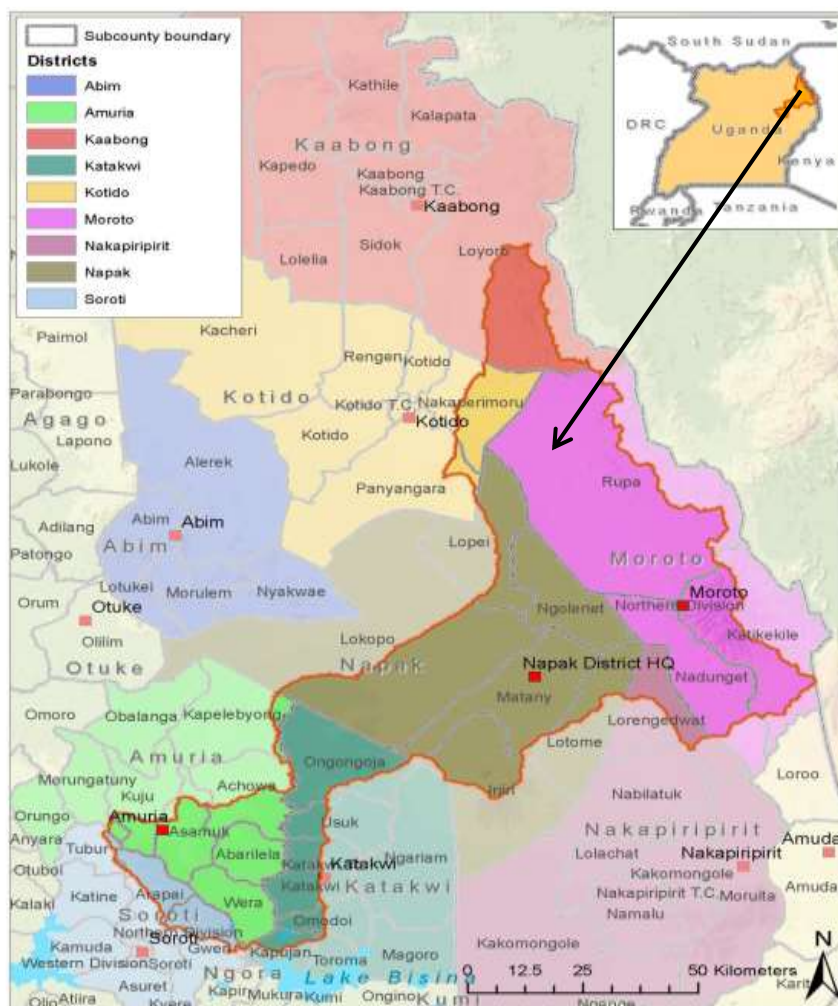 Subcounty boundary
Districts
Abim
Amuria
Kaabong
Katakwi
Kotido
Moroto
Nakapiripirit
Napak
Soroti
South Sudan
DRC
Uganda
Kenya
Rwanda
Tanzania
Kathile
Kalapata
Kaabong
Kapedo
Kaabong
Kaabong T.C.
Kaabong
Sidok
Lolelia
Loyoro
Kacheri
Paimol
Rengen
Kotido
Kotido
Parabongo
Kotido T.C.
Nakaperimoru
Kotido
Agago
Lapono
Kotido
Lukole
Alerek
Panyangara
Rupa
Adilang
Abim
Abim
Abim
Lopei
Patongo
Moroto
Lotukei
Orum
Otuke
Morulem
Nyakwae
Ngolenet
Northern Division
Moroto
Olilim
Katikekile
Lokopo
Otuke
Napak
Napak District HQ
Nadunget
Matany
Omoro
Obalanga
Kapelebyong
Lorengedwat
Amuria
Ongongoja
Lotome
Loroo
Morungatuny
Achowa
Iriiri
Nabilatuk
Kuju
Orungo
Amuria
Asamuk
Usuk
Nakapiripirit
Anyara
Tubur
Abarilela
Ngariam
Lolachat
Nakapiripirit
Amuda
Otuboi
Katakwi
Katakwi
Katakwi
Kakomongole
Amuda
Katine
Arapai
Wera
Nakapiripirit T.C.
Moruita
Kalaki
Soroti
Omodoi
Namalu
Northern Division
Soroti
Gweri
Kapujan
Kamuda
Toroma
Magoro
Kakomongole
Western Division
Soroti
Ngora
Lake Bisina
0 12.5 25 50 Kilometers
N
Asuret
Kapir
Mukura
Kumi
Ongino
Kumi